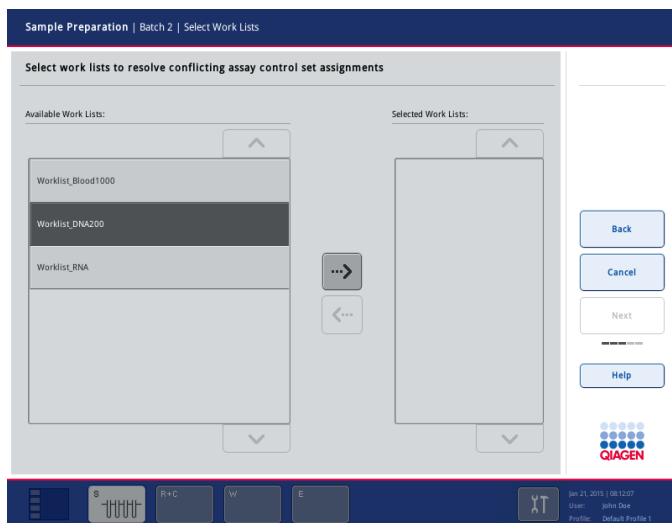 Sample Preparation | Batch 2 | Select Work Lists
Select work lists to resolve conflicting assay control set assignments
Available Work Lists:
Selected Work Lists:
Worklist_Blood1000
Worklist_DNA200
Worklist_RNA
Back
Cancel
Next
Help
QIAGEN
S
R+C
W
E
Jan 21, 2015 | 08:12:07
User: John Doe
Profile: Default Profile 1